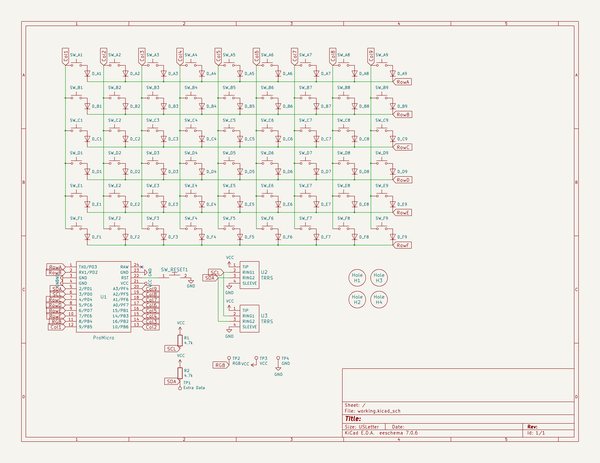 1 2 3 4 5
Col1 Col2 Col3 Col4 Col5 Col6 Col7 Col8 Col9
SW_A1 SW_A2 SW_A3 SW_A4 SW_A5 SW_A6 SW_A7 SW_A8 SW_A9
D_A1 D_A2 D_A3 D_A4 D_A5 D_A6 D_A7 D_A8 D_A9
RowA
SW_B1 SW_B2 SW_B3 SW_B4 SW_B5 SW_B6 SW_B7 SW_B8 SW_B9
D_B1 D_B2 D_B3 D_B4 D_B5 D_B6 D_B7 D_B8 D_B9
RowB
SW_C1 SW_C2 SW_C3 SW_C4 SW_C5 SW_C6 SW_C7 SW_C8 SW_C9
D_C1 D_C2 D_C3 D_C4 D_C5 D_C6 D_C7 D_C8 D_C9
RowC
SW_D1 SW_D2 SW_D3 SW_D4 SW_D5 SW_D6 SW_D7 SW_D8 SW_D9
D_D1 D_D2 D_D3 D_D4 D_D5 D_D6 D_D7 D_D8 D_D9
RowD
SW_E1 SW_E2 SW_E3 SW_E4 SW_E5 SW_E6 SW_E7 SW_E8 SW_E9
D_E1 D_E2 D_E3 D_E4 D_E5 D_E6 D_E7 D_E8 D_E9
RowE
SW_F1 SW_F2 SW_F3 SW_F4 SW_F5 SW_F6 SW_F7 SW_F8 SW_F9
D_F1 D_F2 D_F3 D_F4 D_F5 D_F6 D_F7 D_F8 D_F9
RowF
TX0/PD3 RAW
RX1/PD2 GND
GND RST
GND VCC
2/PD1 A3/PF4
3/PD0 A2/PF5
4/PD4 A1/PF6
5/PC6 A0/PF7
6/PD7 15/PB1
7/PE6 14/PB3
8/PB4 16/PB2
9/PB5 10/PB6
U1
ProMicro
SW_RESET1
GND
VCC
TIP
RING1
RING2
SLEEVE
U2
TRRS
SCL
SDA
GND
VCC
TIP
RING1
RING2
SLEEVE
U3
TRRS
GND
Hole
H1
Hole
H3
Hole
H2
Hole
H4
VCC
R1
4.7k
SCL
VCC
R2
4.7k
SDA
TP1
Extra Data
TP2
RGB
RGB
TP3
VCC
TP4
GND
Sheet: /
File: working.kicad_sch
Title:
Size: USLetter Date: Rev:
KiCad E.D.A. eeschema 7.0.6 Id: 1/1